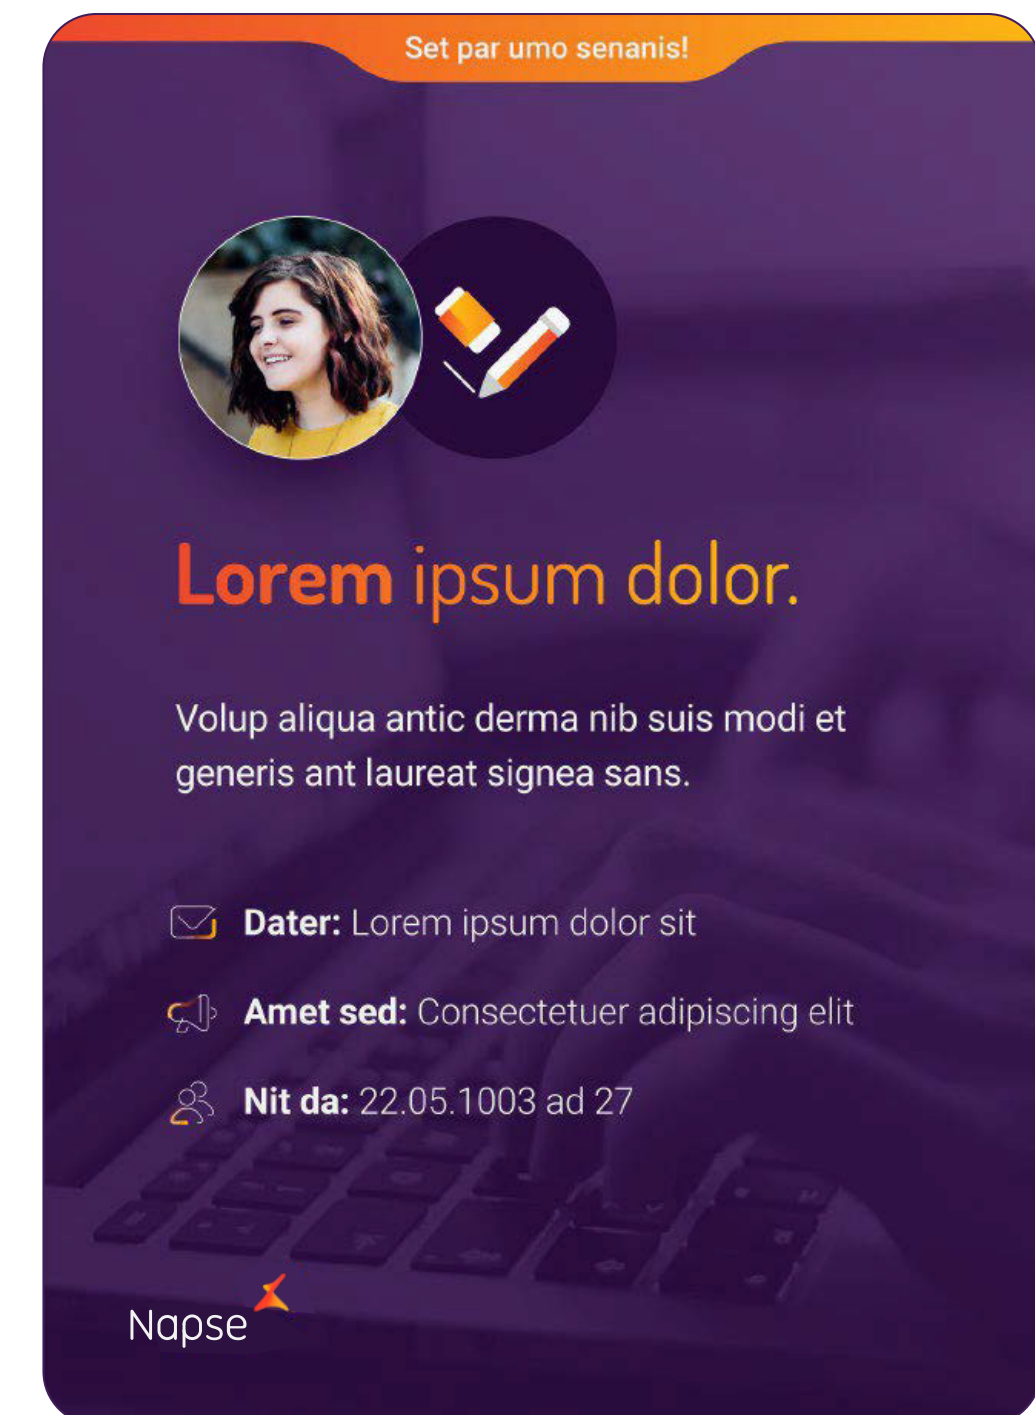 Set par umo senanis!
Lorem ipsum dolor.
Volup aliqua antic derma nib suis modi et
generis ant laureat signea sans.
Dater: Lorem ipsum dolor sit
Amet sed: Consectetuer adipiscing elit
Nit da: 22.05.1003 ad 27
Napse